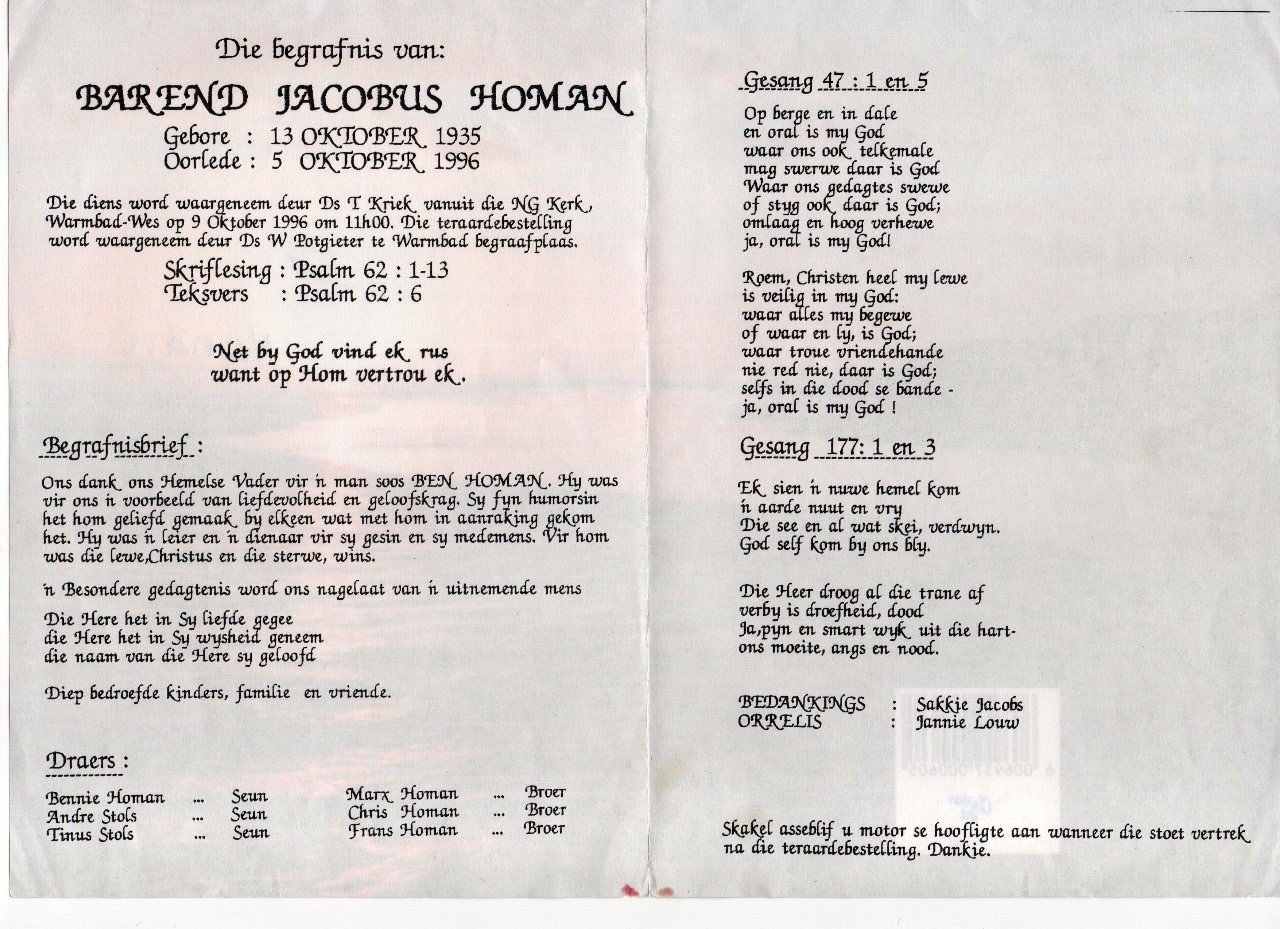 Die begrafnis van:
BAREND JACOBUS HOMAN
Gebore : 13 OKTOBER 1935
Oorlede : 5 OKTOBER 1996
Die diens word waargeneem deur Ds T Kriek vanuit die NG Kerk,
Warmbad-Wes op 9 Oktober 1996 om 11h00. Die teraardebestelling
word waargeneem deur Ds W Potgieter te Warmbad begraafplaas.
Skriflesing : Psalm 62 : 1-13
Teksvers : Psalm 62 : 6
Net by God vind ek rus
want op Hom vertrou ek.
Begrafnisbrief :
Ons dank ons Hemelse Vader vir 'n man soos BEN HOMAN. Hy was
vir ons 'n voorbeeld van liefdevolheid en geloofskrag. Sy fyn humorsin
het hom geliefd gemaak by elkeen wat met hom in aanraking gekom
het. Hy was 'n leier en 'n dienaar vir sy gesin en sy medemens. Vir hom
was die lewe,Christus en die sterwe, wins.
'n Besondere gedagtenis word ons nagelaat van 'n uitnemende mens
Die Here het in Sy liefde gegee
die Here het in Sy wysheid geneem
die naam van die Here sy geloofd
Diep bedroefde kinders, familie en vriende.
Draers :
Bennie Homan ... Seun
Andre Stols ... Seun
Tinus Stols ... Seun
Marx Homan ... Broer
Chris Homan ... Broer
Frans Homan ... Broer
Gesang 47 : 1 en 5
Op berge en in dale
en oral is my God
waar ons ook telkemale
mag swerwe daar is God
Waar ons gedagtes swewe
of styg ook daar is God;
omlaag en hoog verhewe
ja, oral is my God!
Roem, Christen heel my lewe
is veilig in my God:
waar alles my begewe
of waar en ly, is God;
waar troue vriendehande
nie red nie, daar is God;
selfs in die dood se bande -
ja, oral is my God !
Gesang 177: 1 en 3
Ek sien 'n nuwe hemel kom
'n aarde nuut en vry
Die see en al wat skei, verdwyn.
God self kom by ons bly.
Die Heer droog al die trane af
verby is droefheid, dood
Ja,pyn en smart wyk uit die hart-
ons moeite, angs en nood.
BEDANKINGS : Sakkie Jacobs
ORRELIS : Jannie Louw
Skakel asseblif u motor se hoofligte aan wanneer die stoet vertrek
na die teraardebestelling. Dankie.